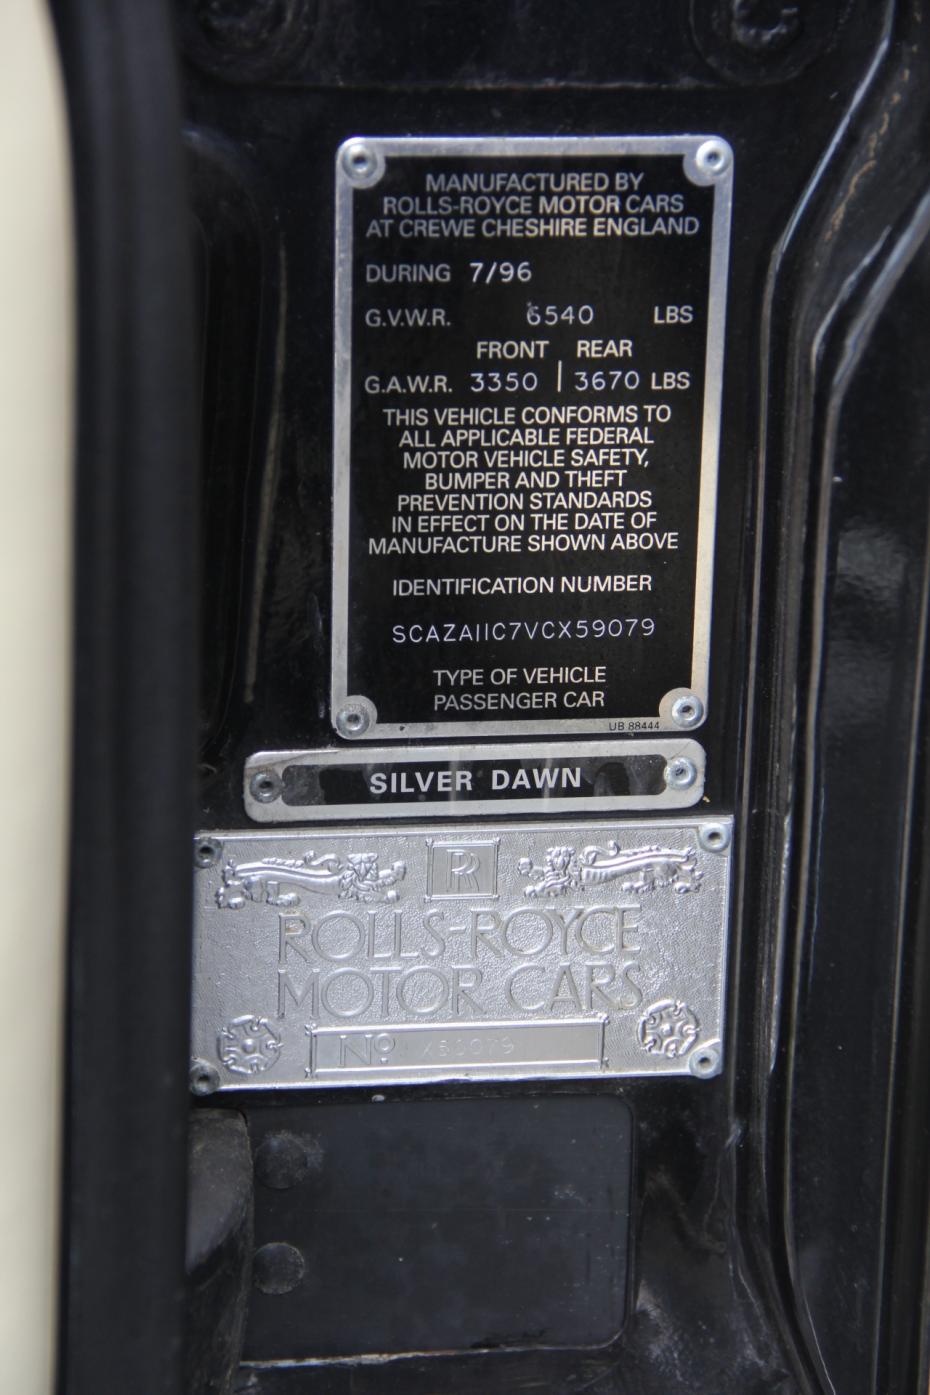 MANUFACTURED BY
ROLLS-ROYCE MOTOR CARS
AT CREWE CHESHIRE ENGLAND
DURING 7/96
G.V.W.R. 6540 LBS
FRONT REAR
G.A.W.R. 3350 | 3670 LBS
THIS VEHICLE CONFORMS TO
ALL APPLICABLE FEDERAL
MOTOR VEHICLE SAFETY,
BUMPER AND THEFT
PREVENTION STANDARDS
IN EFFECT ON THE DATE OF
MANUFACTURE SHOWN ABOVE
IDENTIFICATION NUMBER
SCAZA11C7VCX59079
TYPE OF VEHICLE
PASSENGER CAR
UB 88444
SILVER DAWN
RR
ROLLS-ROYCE
MOTOR CARS
No